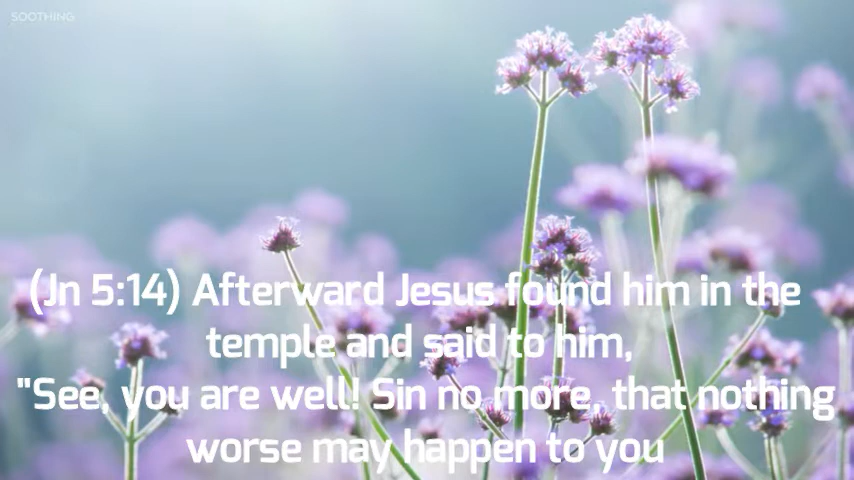 SOOTHING
(Jn 5:14) Afterward Jesus found him in the
temple and said to him,
"See, you are well! Sin no more, that nothing
worse may happen to you